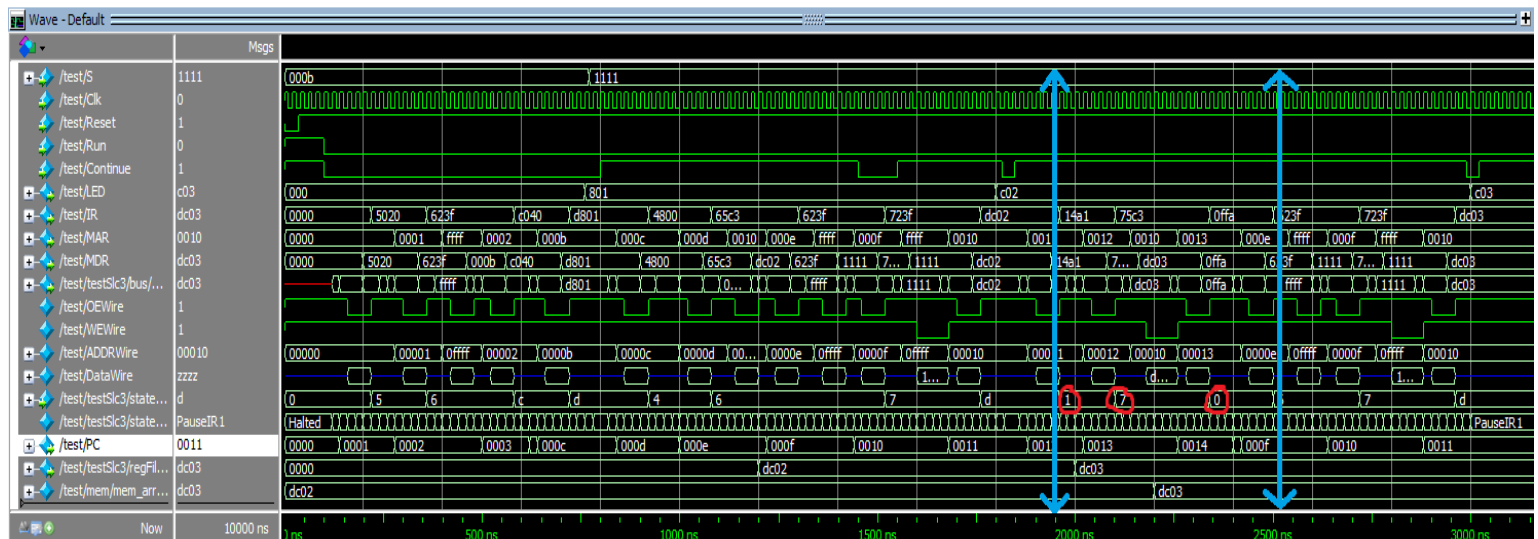 Wave - Default
Msgs
/test/S 1111 000b 1111
/test/Clk 0
/test/Reset 1
/test/Run 0
/test/Continue 1
/test/LED c03 000 801 c02 c03
/test/IR dc03 0000 5020 623f c040 d801 4800 65c3 623f 723f dc02 14a1 75c3 0ffa 623f 723f dc03
/test/MAR 0010 0000 0001 ffff 0002 000b 000c 000d 0010 000e ffff 000f ffff 0010 001 0012 0010 0013 000e ffff 000f ffff 0010
/test/MDR dc03 0000 5020 623f 000b c040 d801 4800 65c3 dc02 623f 1111 7... 1111 dc02 14a1 7... dc03 0ffa 623f 1111 7... 1111 dc03
/test/testSlc3/bus/... dc03 ffff d801 0... ffff 1111 dc02 dc03 0ffa ffff 1111 dc03
/test/OEWire 1
/test/WEWire 1
/test/ADDRWire 00010 00000 00001 0ffff 00002 0000b 0000c 0000d 00... 0000e 0ffff 0000f 0ffff 00010 00012 00010 00013 0000e 0ffff 0000f 0ffff 00010
/test/DataWire zzzz 1... d... 1...
/test/testSlc3/state... d 0 5 6 c d 4 6 7 d 1 7 0 7 d
/test/testSlc3/state... PauseIR1 Halted PauseIR1
/test/PC 0011 0000 0001 0002 0003 000c 000d 000e 000f 0010 0011 001 0013 0014 000f 0010 0011
/test/testSlc3/regFil... dc03 0000 dc02 dc03
/test/mem/mem_arr... dc03 dc02 dc03
Now 10000 ns ns 500 ns 1000 ns 1500 ns 2000 ns 2500 ns 3000 ns